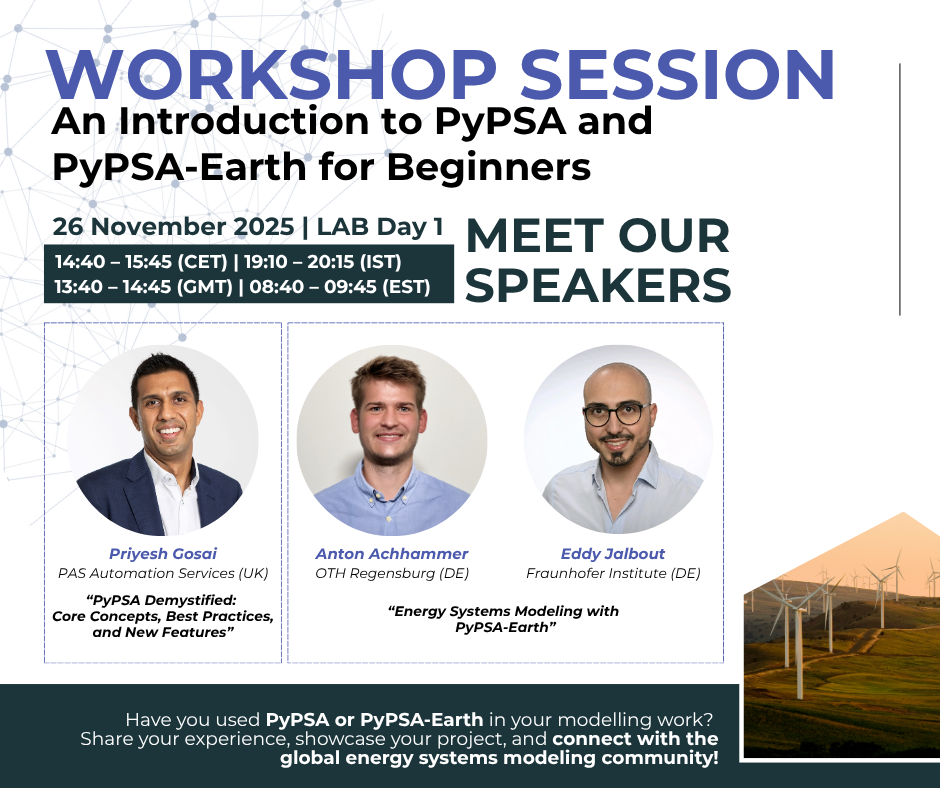 WORKSHOP SESSION
An Introduction to PyPSA and
PyPSA-Earth for Beginners
26 November 2025 | LAB Day 1
14:40 – 15:45 (CET) | 19:10 – 20:15 (IST)
13:40 – 14:45 (GMT) | 08:40 – 09:45 (EST)
MEET OUR
SPEAKERS
Priyesh Gosai
PAS Automation Services (UK)
“PyPSA Demystified:
Core Concepts, Best Practices,
and New Features”
Anton Achhammer
OTH Regensburg (DE)
Eddy Jalbout
Fraunhofer Institute (DE)
“Energy Systems Modeling with
PyPSA-Earth”
Have you used PyPSA or PyPSA-Earth in your modelling work?
Share your experience, showcase your project, and connect with the
global energy systems modeling community!